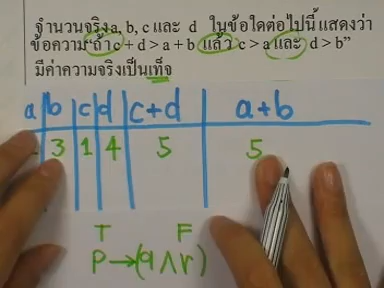 จำนวนจริง a, b, c และ d ในข้อใดต่อไปนี้ แสดงว่า
ข้อความ “ถ้า c + d > a + b แล้ว c > a และ d > b”
มีค่าความจริงเป็นเท็จ
a b c d c+d a+b
3 1 4 5 5
T F
P→(q∧r)